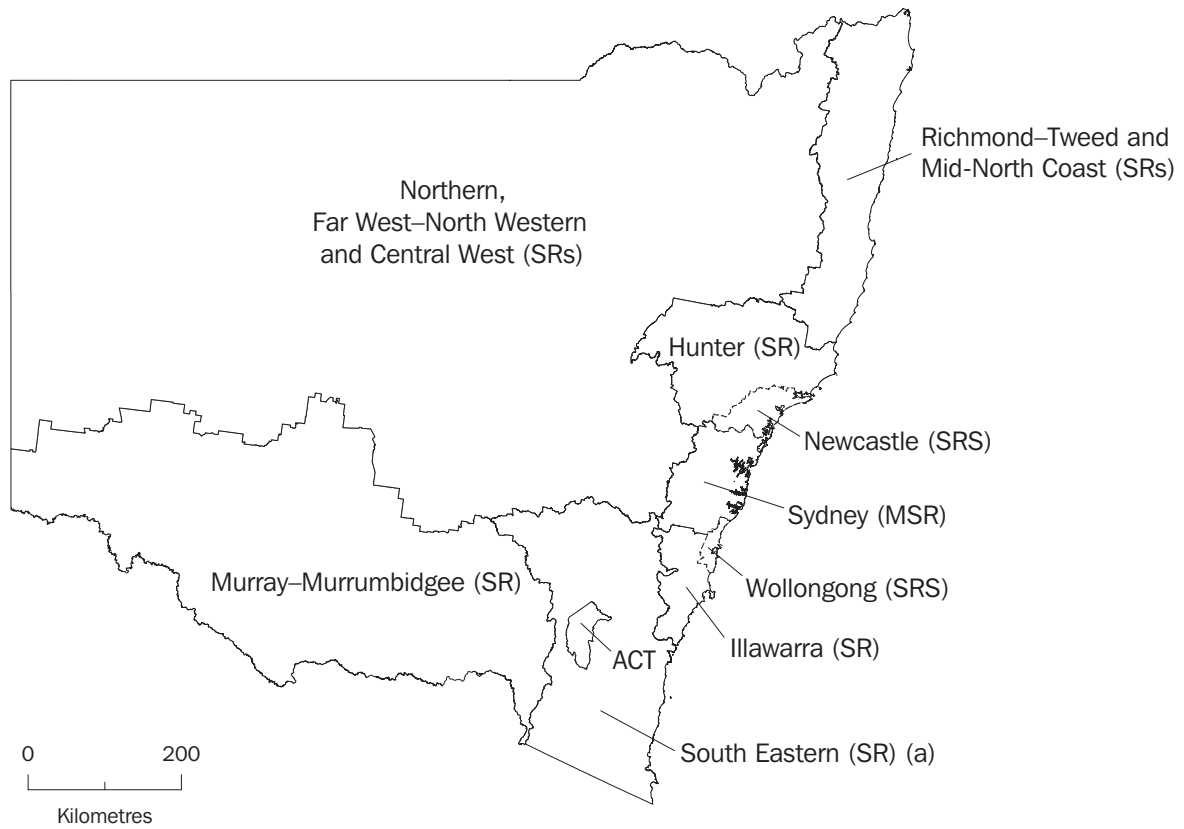 Richmond–Tweed and
Mid-North Coast (SRs)
Northern,
Far West–North Western
and Central West (SRs)
Hunter (SR)
Newcastle (SRS)
Sydney (MSR)
Murray–Murrumbidgee (SR)
Wollongong (SRS)
Illawarra (SR)
ACT
South Eastern (SR) (a)
0 200
Kilometres